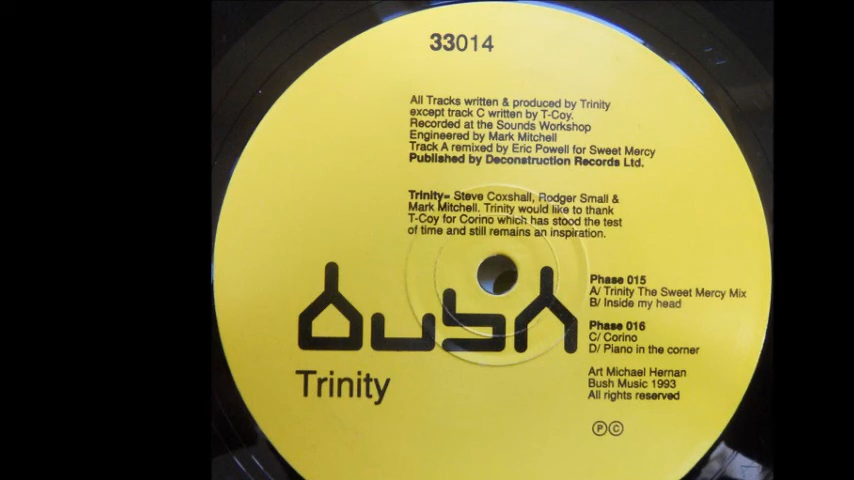 33014
All Tracks written & produced by Trinity
except track C written by T-Coy.
Recorded at the Sounds Workshop
Engineered by Mark Mitchell
Track A remixed by Eric Powell for Sweet Mercy
Published by Deconstruction Records Ltd.
Trinity= Steve Coxshall, Rodger Small &
Mark Mitchell. Trinity would like to thank
T-Coy for Corino which has stood the test
of time and still remains an inspiration.
bush
Trinity
Phase 015
A/ Trinity The Sweet Mercy Mix
B/ Inside my head
Phase 016
C/ Corino
D/ Piano in the corner
Art Michael Hernan
Bush Music 1993
All rights reserved
Ⓟ Ⓒ